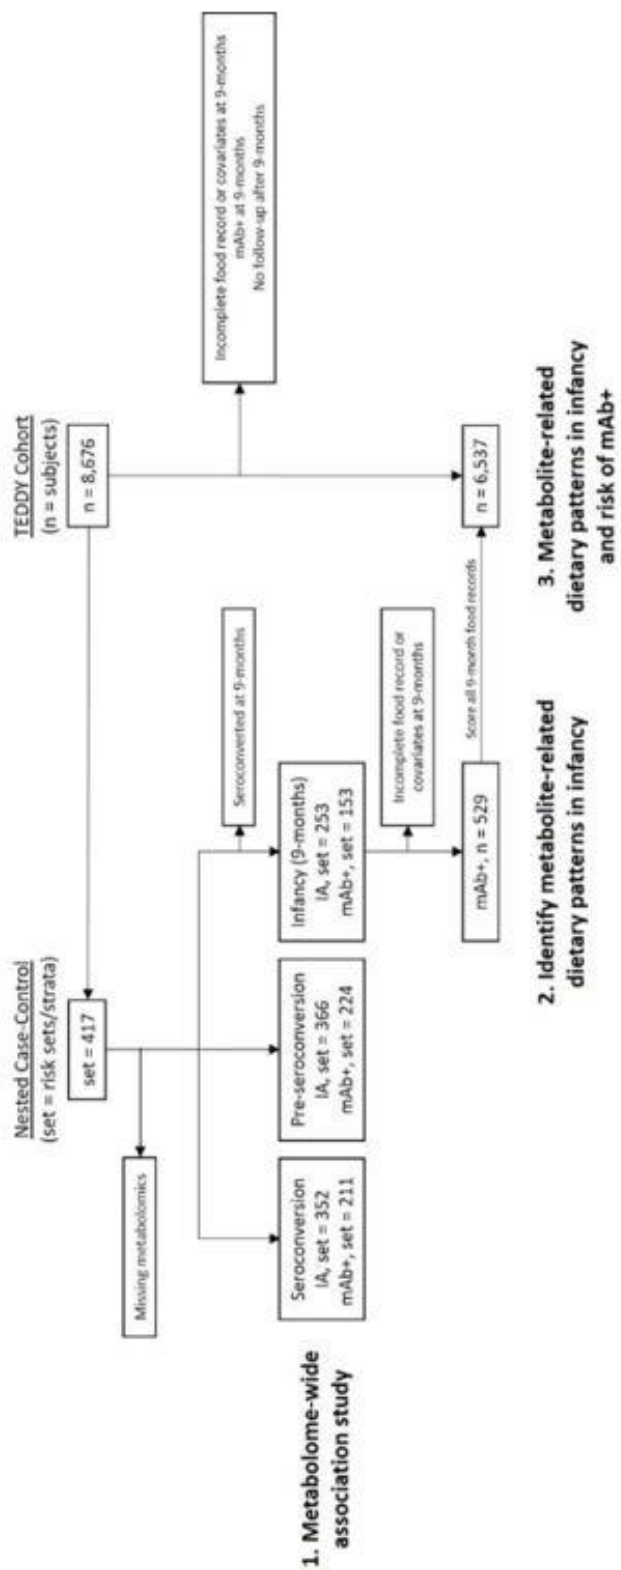 Nested Case-Control
(set = risk sets/strata)
TEDDY Cohort
(n = subjects)
set = 417
n = 8,676
Missing metabolomics
Seroconverted at 9-months
Incomplete food record or covariates at 9-months
mAb+ at 9-months
No follow-up after 9-months
1. Metabolome-wide
association study
Seroconversion
IA, set = 352
mAb+, set = 211
Pre-seroconversion
IA, set = 366
mAb+, set = 224
Infancy (9-months)
IA, set = 253
mAb+, set = 153
Incomplete food record or
covariates at 9-months
mAb+, n = 529
Score all 9-month food records
n = 6,537
2. Identify metabolite-related
dietary patterns in infancy
3. Metabolite-related
dietary patterns in infancy
and risk of mAb+